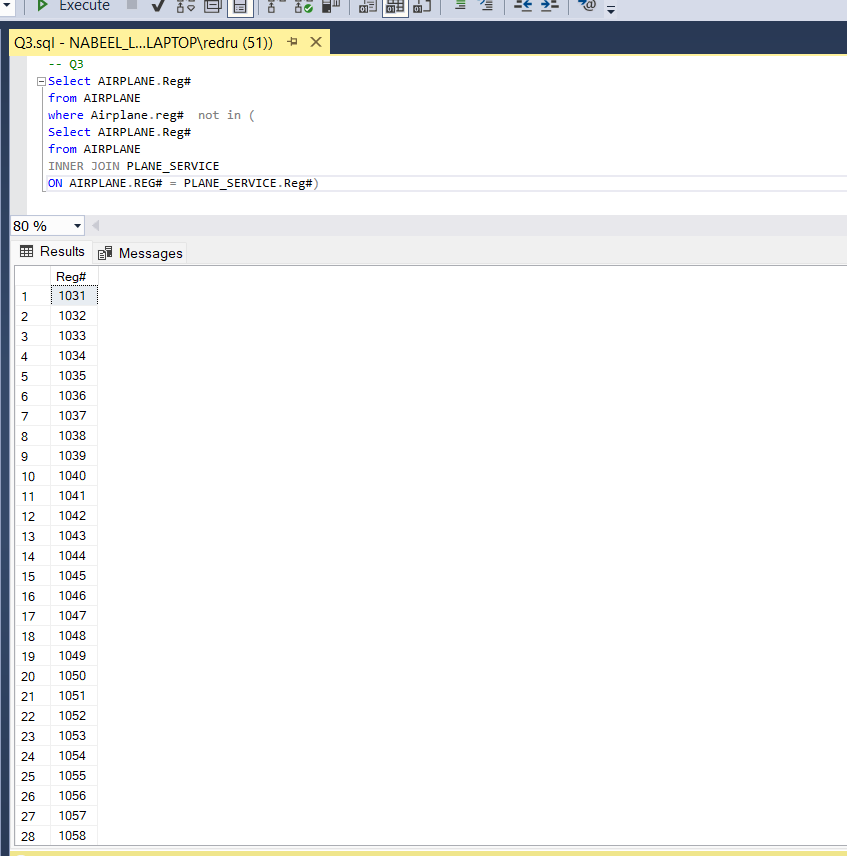 Execute
Q3.sql - NABEEL_L...LAPTOP\redru (51))
-- Q3
Select AIRPLANE.Reg#
from AIRPLANE
where Airplane.reg#  not in (
Select AIRPLANE.Reg#
from AIRPLANE
INNER JOIN PLANE_SERVICE
ON AIRPLANE.REG# = PLANE_SERVICE.Reg#)
80 %
Results Messages
Reg#
1 1031
2 1032
3 1033
4 1034
5 1035
6 1036
7 1037
8 1038
9 1039
10 1040
11 1041
12 1042
13 1043
14 1044
15 1045
16 1046
17 1047
18 1048
19 1049
20 1050
21 1051
22 1052
23 1053
24 1054
25 1055
26 1056
27 1057
28 1058